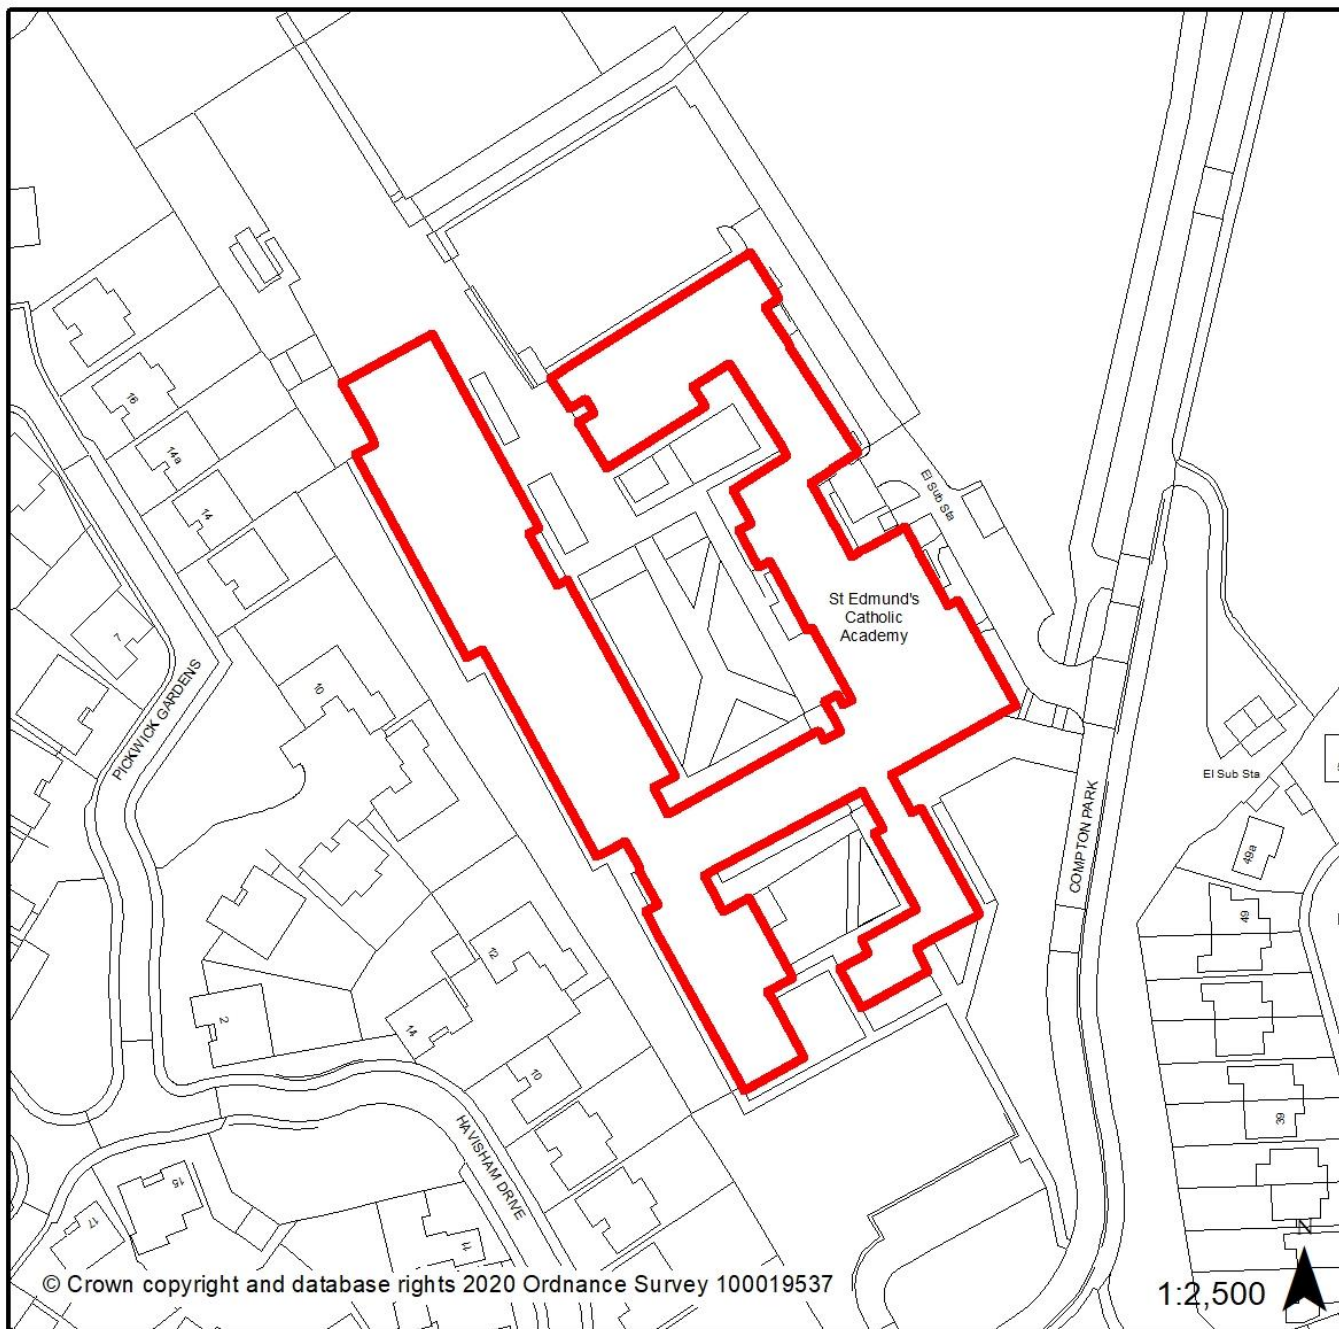 16
14a
14
7
PICKWICK GARDENS
10
El Sub Sta
St Edmund's
Catholic
Academy
El Sub Sta
COMPTON PARK
49a
49
2
12
14
10
39
HAVISHAM DRIVE
15
17
11
N
© Crown copyright and database rights 2020 Ordnance Survey 100019537
1:2,500